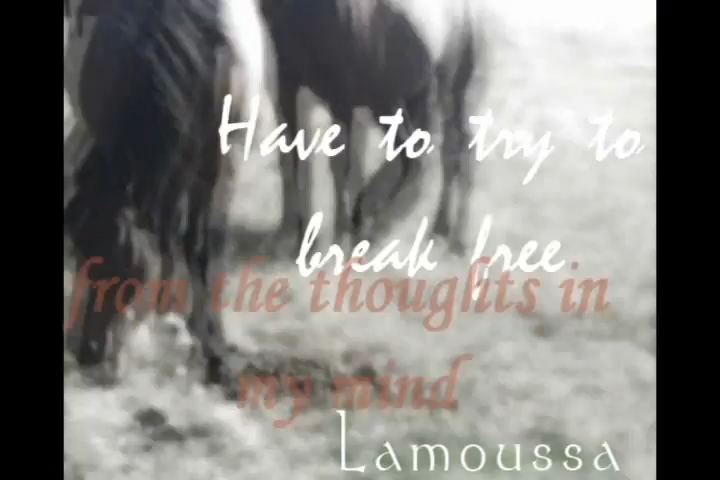 Have to try to
break free
from the thoughts in
my mind
Lamoussa